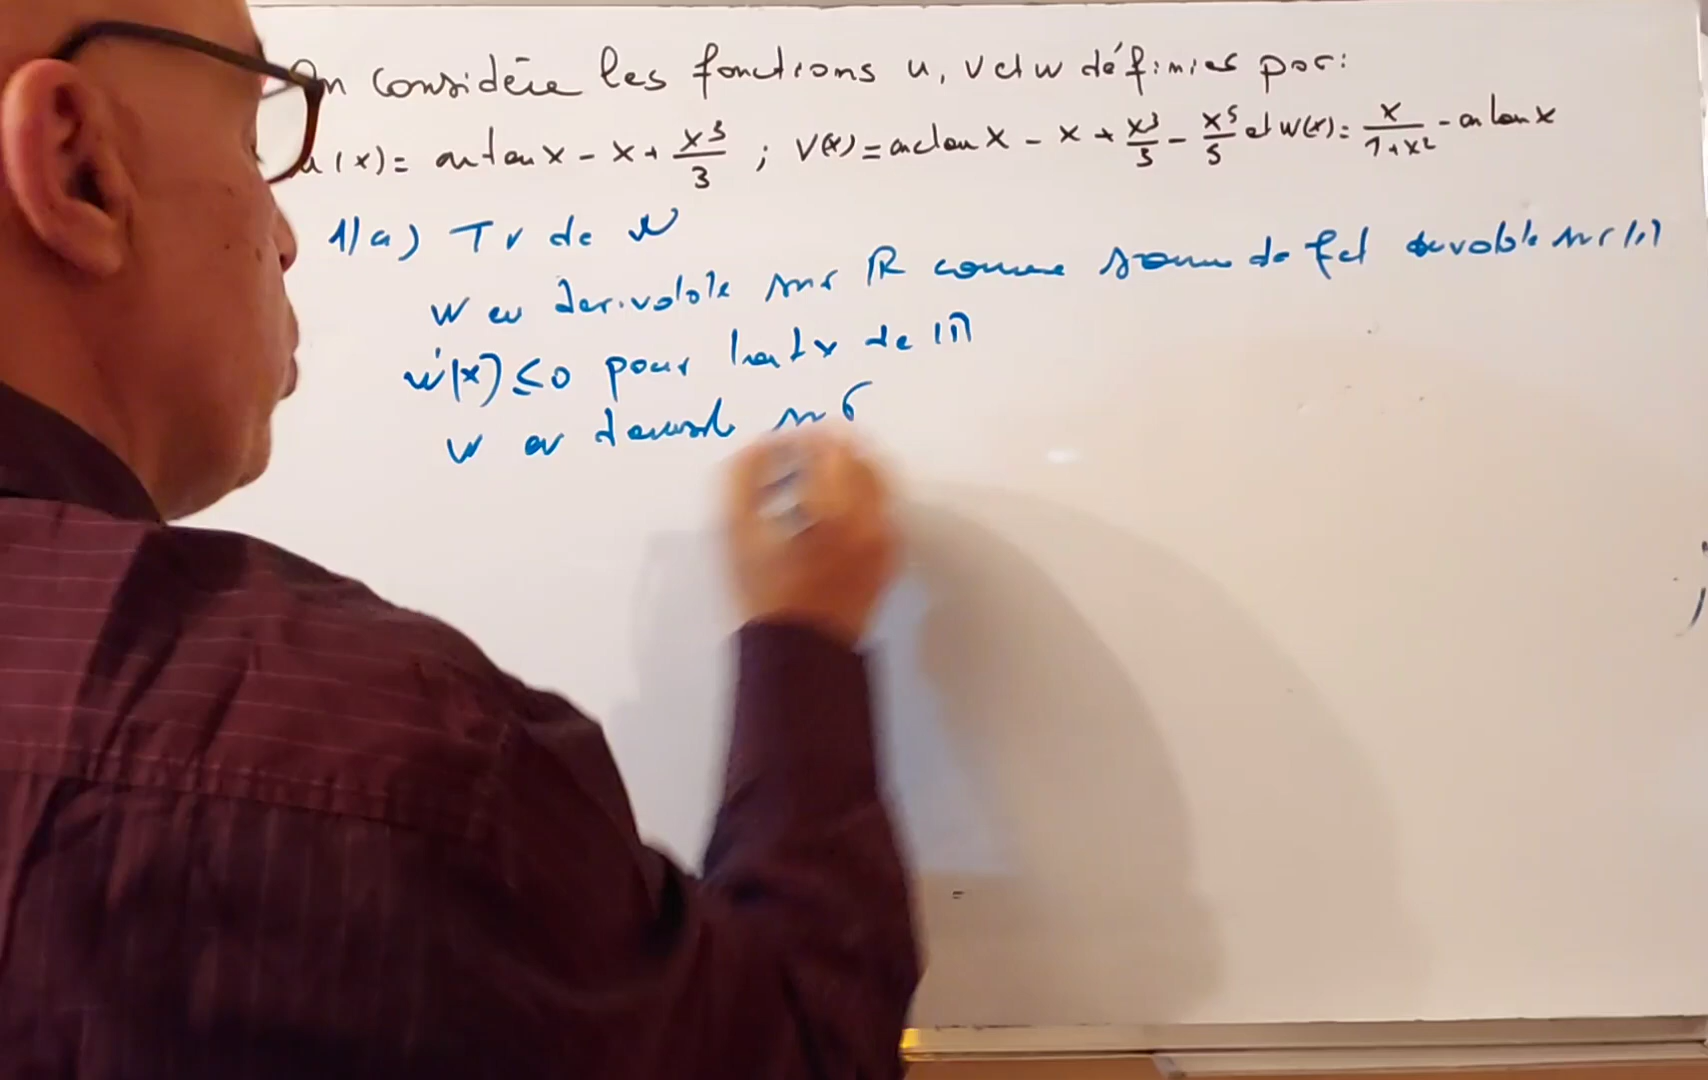 On considère les fonctions u, v et w définies par:
u(x) = arctan x - x + x³/3 ; v(x) = arctan x - x + x³/3 - x⁵/5 et w(x) = x/(1+x²) - arctan x
1/a) TV de w
w est dérivable sur ℝ comme somme de fct dérivable sur ℝ
w'(x) ≤ 0 pour tout x de ℝ
w est décroît sur